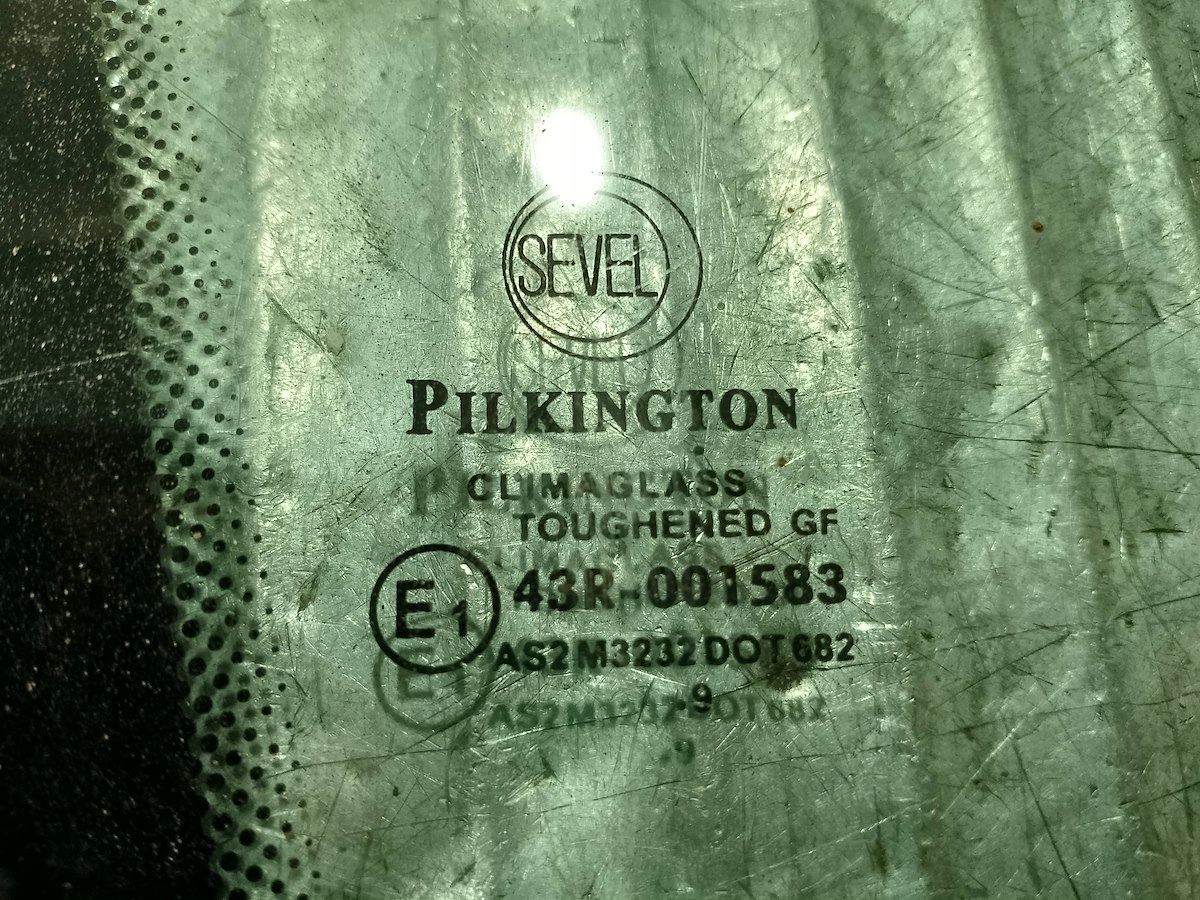 SEVEL
PILKINGTON
CLIMAGLASS
TOUGHENED GF
E1 43R-001583
AS2 M3232 DOT 682
9